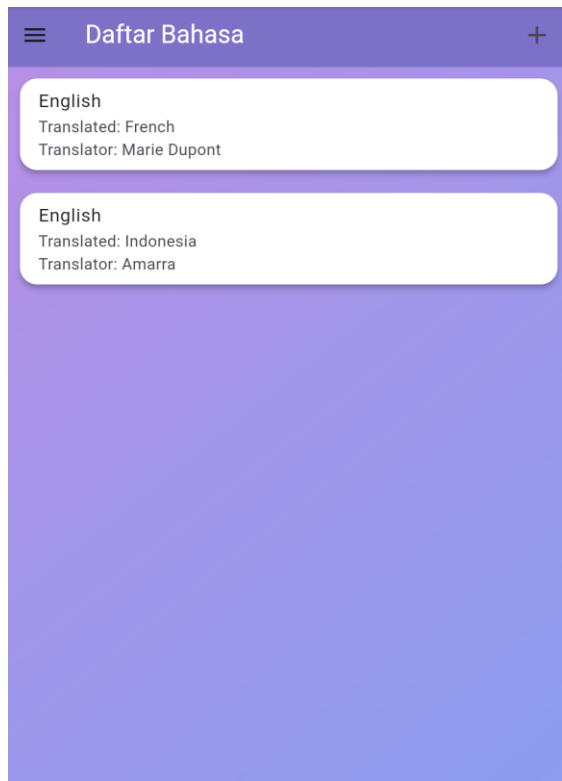 Daftar Bahasa
English
Translated: French
Translator: Marie Dupont
English
Translated: Indonesia
Translator: Amarra